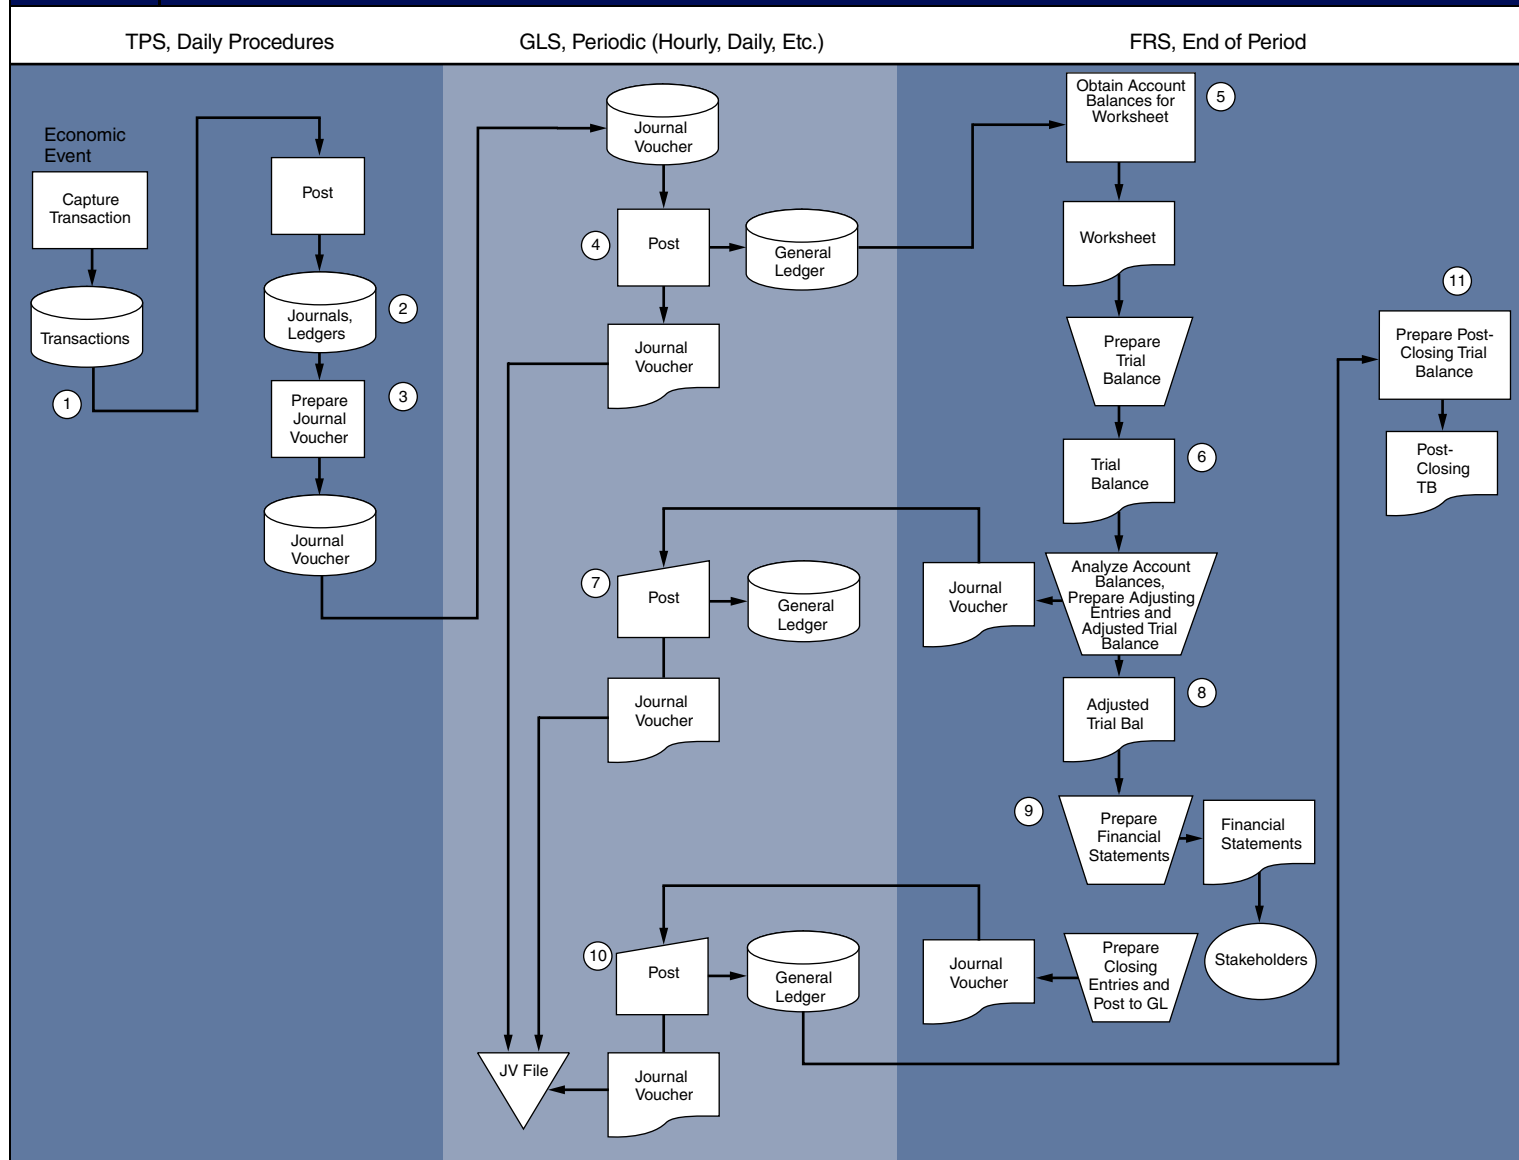 TPS, Daily Procedures
GLS, Periodic (Hourly, Daily, Etc.)
FRS, End of Period
Economic
Event
Capture
Transaction
Transactions
1
Post
Journals,
Ledgers
2
Prepare
Journal
Voucher
3
Journal
Voucher
Journal
Voucher
4
Post
General
Ledger
Journal
Voucher
7
Post
General
Ledger
Journal
Voucher
10
Post
General
Ledger
Journal
Voucher
JV File
Obtain Account
Balances for
Worksheet
5
Worksheet
Prepare
Trial
Balance
Trial
Balance
6
Analyze Account
Balances,
Prepare Adjusting
Entries and
Adjusted Trial
Balance
Journal
Voucher
Adjusted
Trial Bal
8
9
Prepare
Financial
Statements
Financial
Statements
Stakeholders
Prepare
Closing
Entries and
Post to GL
Journal
Voucher
11
Prepare Post-
Closing Trial
Balance
Post-
Closing
TB